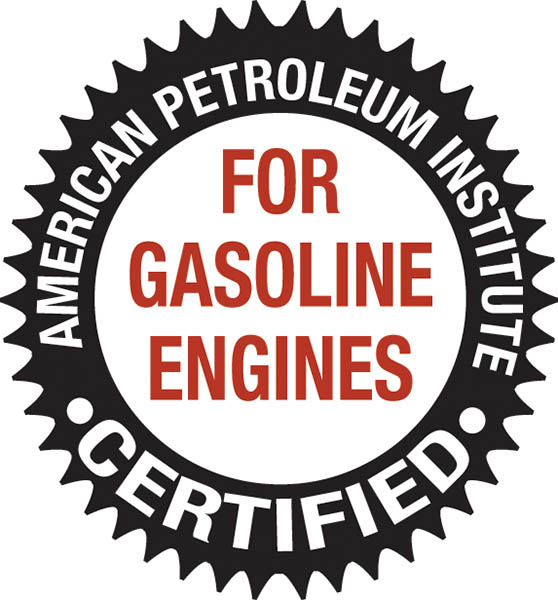 AMERICAN PETROLEUM INSTITUTE
FOR
GASOLINE
ENGINES
• CERTIFIED •